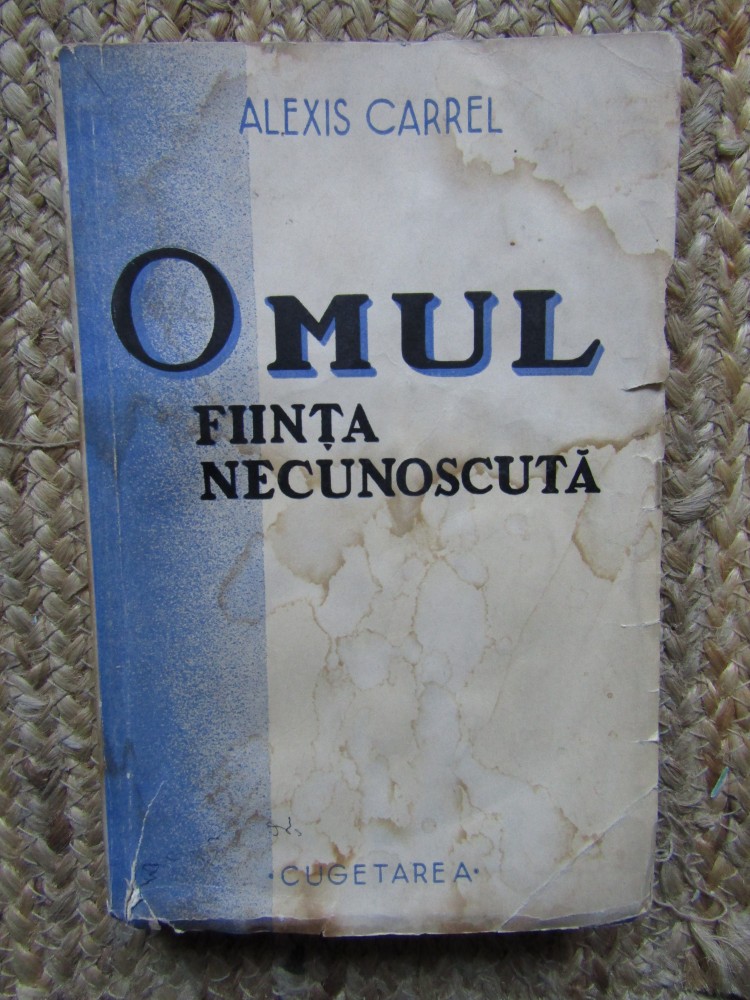 ALEXIS CARREL
OMUL
FIINȚA
NECUNOSCUTĂ
·CUGETAREA·